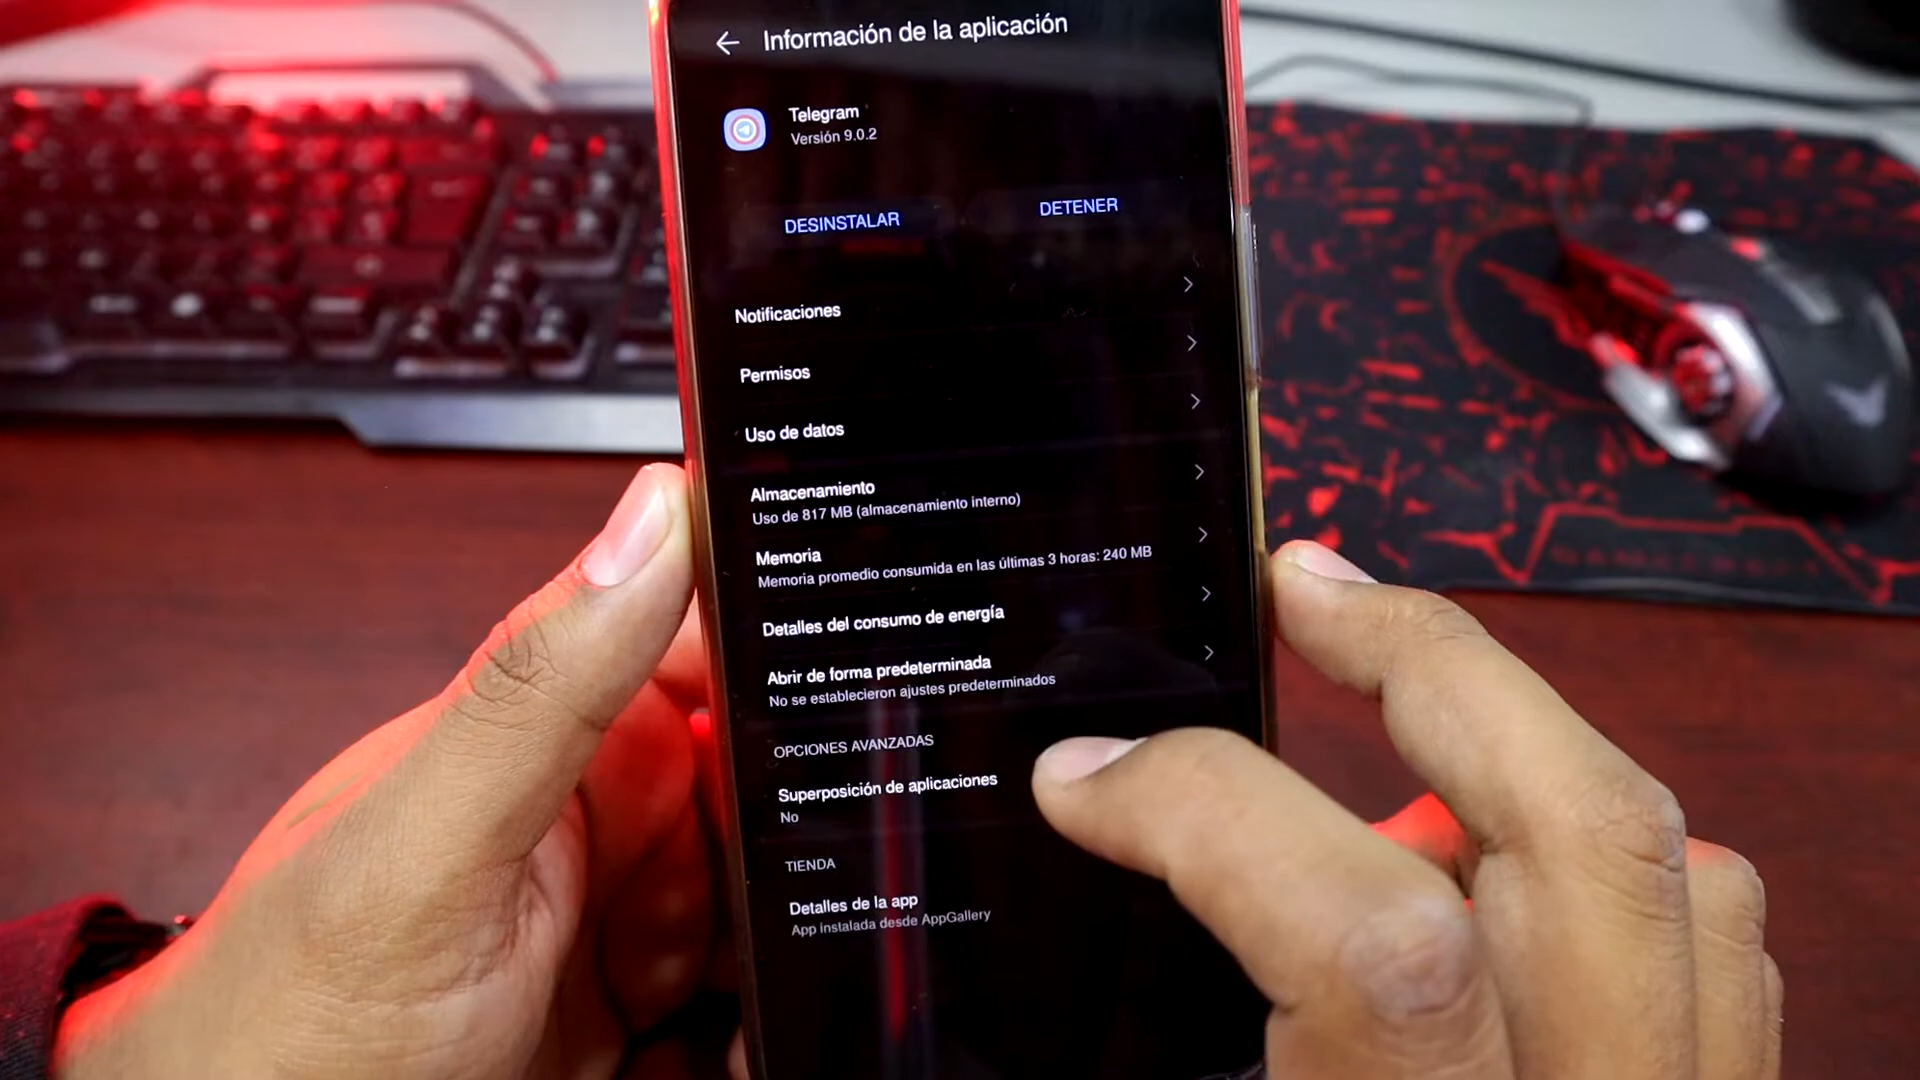 Información de la aplicación
Telegram
Versión 9.0.2
DESINSTALAR
DETENER
Notificaciones
Permisos
Uso de datos
Almacenamiento
Uso de 817 MB (almacenamiento interno)
Memoria
Memoria promedio consumida en las últimas 3 horas: 240 MB
Detalles del consumo de energía
Abrir de forma predeterminada
No se establecieron ajustes predeterminados
OPCIONES AVANZADAS
Superposición de aplicaciones
No
TIENDA
Detalles de la app
App instalada desde AppGallery